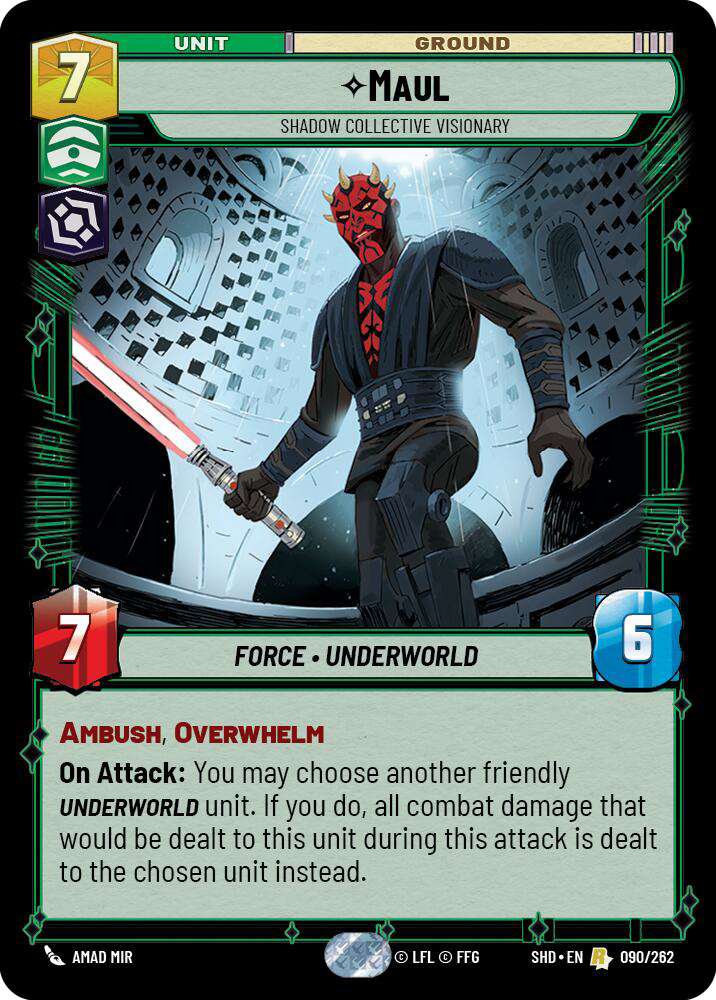 UNIT
GROUND
7
MAUL
SHADOW COLLECTIVE VISIONARY
7
FORCE • UNDERWORLD
6
AMBUSH, OVERWHELM
On Attack: You may choose another friendly
UNDERWORLD unit. If you do, all combat damage that
would be dealt to this unit during this attack is dealt
to the chosen unit instead.
AMAD MIR
© LFL © FFG
SHD • EN R 090/262